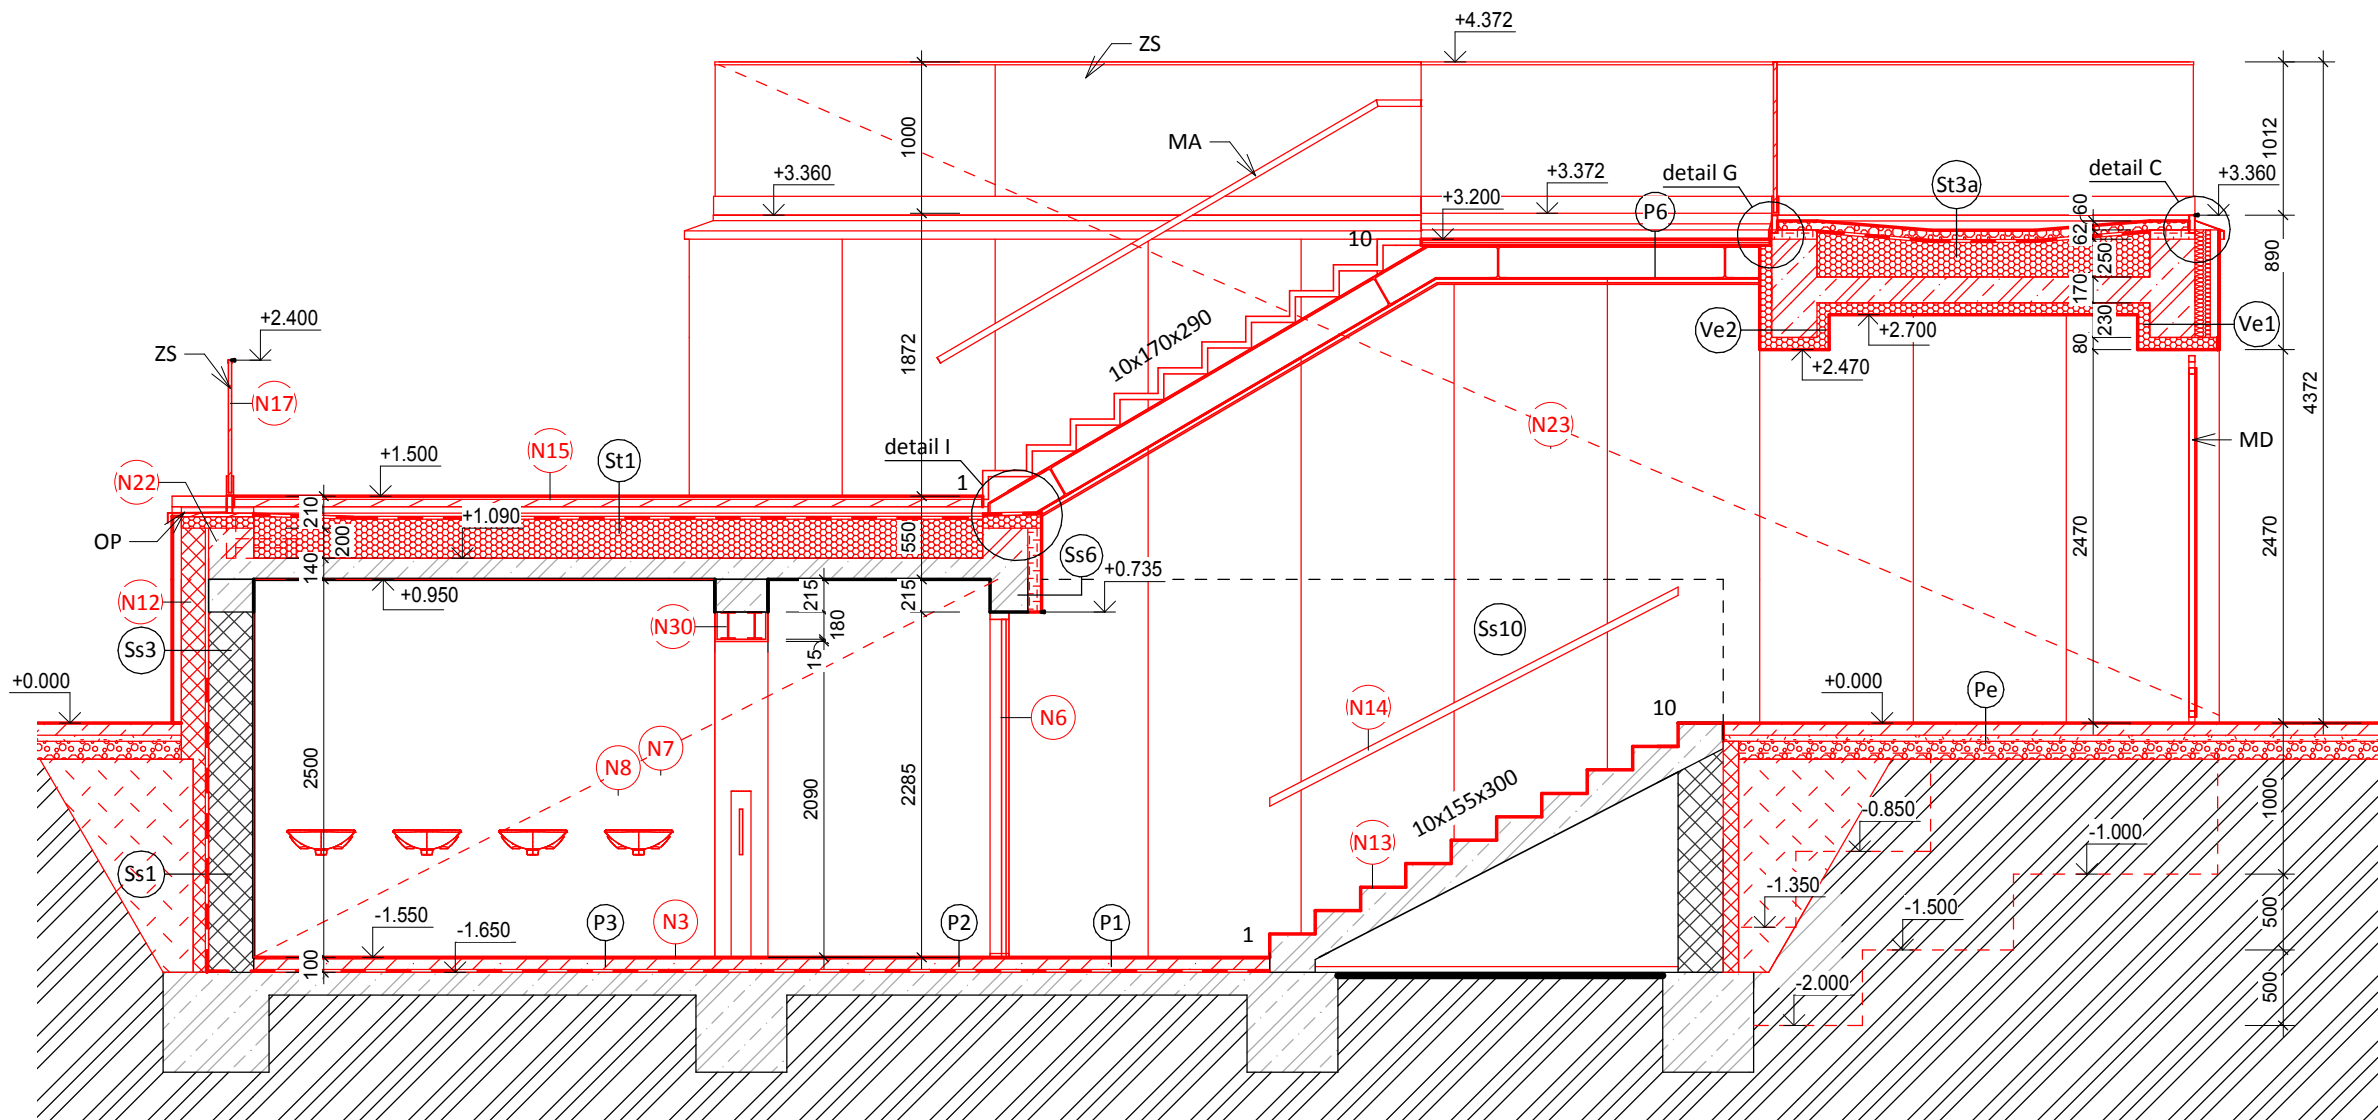 +4.372
ZS
1000
MA
1012
detail G
detail C
+3.360
+3.372
St3a
60
+3.360
+3.200
P6
10
62
250
890
170
230
80
Ve2
+2.700
Ve1
+2.470
+2.400
ZS
N17
1872
10x170x290
4372
N23
MD
detail I
N15
St1
+1.500
N22
1
210
+1.090
OP
200
550
140
2470
2470
Ss6
+0.735
+0.950
215
215
N12
N30
180
Ss10
Ss3
15
+0.000
+0.000
Pe
N6
N14
10
N7
N8
2500
2090
2285
10x155x300
1000
-0.850
-1.000
N13
Ss1
-1.350
-1.500
500
-1.550
-1.650
P3
N3
P2
P1
1
100
-2.000
500